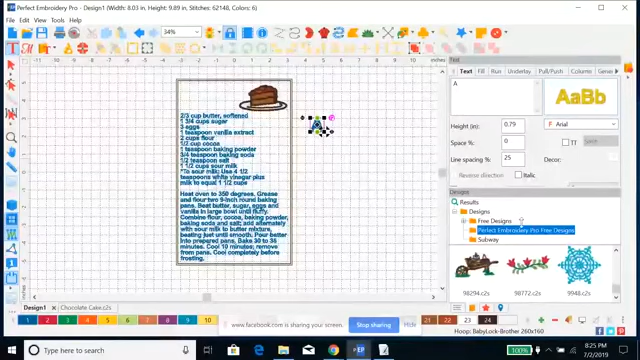 Perfect Embroidery Pro - Design1 (Width: 8.03 in, Height: 9.89 in, Stitches: 62148, Colors: 6)
File Edit View Tools Help
34%
inches
2/3 cup butter, softened
1 3/4 cups sugar
3 eggs
1 teaspoon vanilla extract
2 cups flour
1/2 cup cocoa
1 teaspoon baking powder
3/4 teaspoon baking soda
1/2 teaspoon salt
1 1/2 cups sour milk
*To sour milk: Use 4 1/2
teaspoons white vinegar plus
milk to equal 1 1/2 cups
Heat oven to 350 degrees. Grease
and flour two 9-inch round baking
pans. Beat butter, sugar, eggs and
vanilla in large bowl until fluffy.
Combine flour, cocoa, baking powder,
baking soda and salt; add alternately
with sour milk to butter mixture,
beating just until smooth. Pour batter
into prepared pans. Bake 30 to 35
minutes. Cool 10 minutes; remove
from pans. Cool completely before
frosting.
A
Text
Text Fill Run Underlay Pull/Push Columns Gener
A
AaBb
Height (in): 0.79
Arial
Space %: 0
TT
Line spacing %: 25
Decor:
Reverse Direction
Italic
Designs
Results
Designs
Free Designs
Perfect Embroidery Pro Free Designs
Subway
98294.c2s 98772.c2s 9948.c2s
Design1 Chocolate Cake.c2s
www.facebook.com is sharing your screen.
Stop sharing
Hide
Hoop: BabyLock-Brother 260x160
Type here to search
100%
8:25 PM
7/2/2019